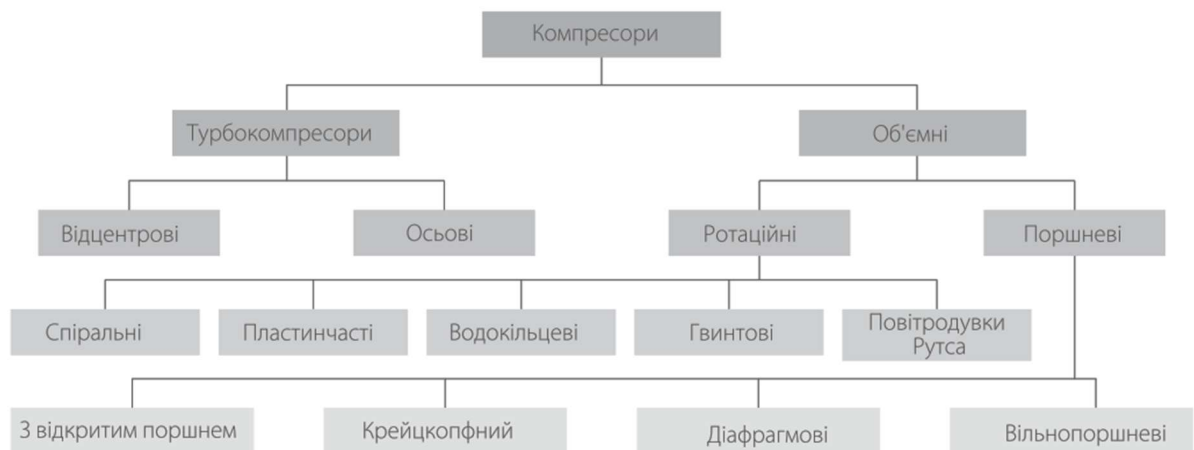 Компресори
Турбокомпресори
Об'ємні
Відцентрові
Осьові
Ротаційні
Поршневі
Спіральні
Пластинчасті
Водокільцеві
Гвинтові
Повітродувки
Рутса
З відкритим поршнем
Крейцкопфний
Діафрагмові
Вільнопоршневі